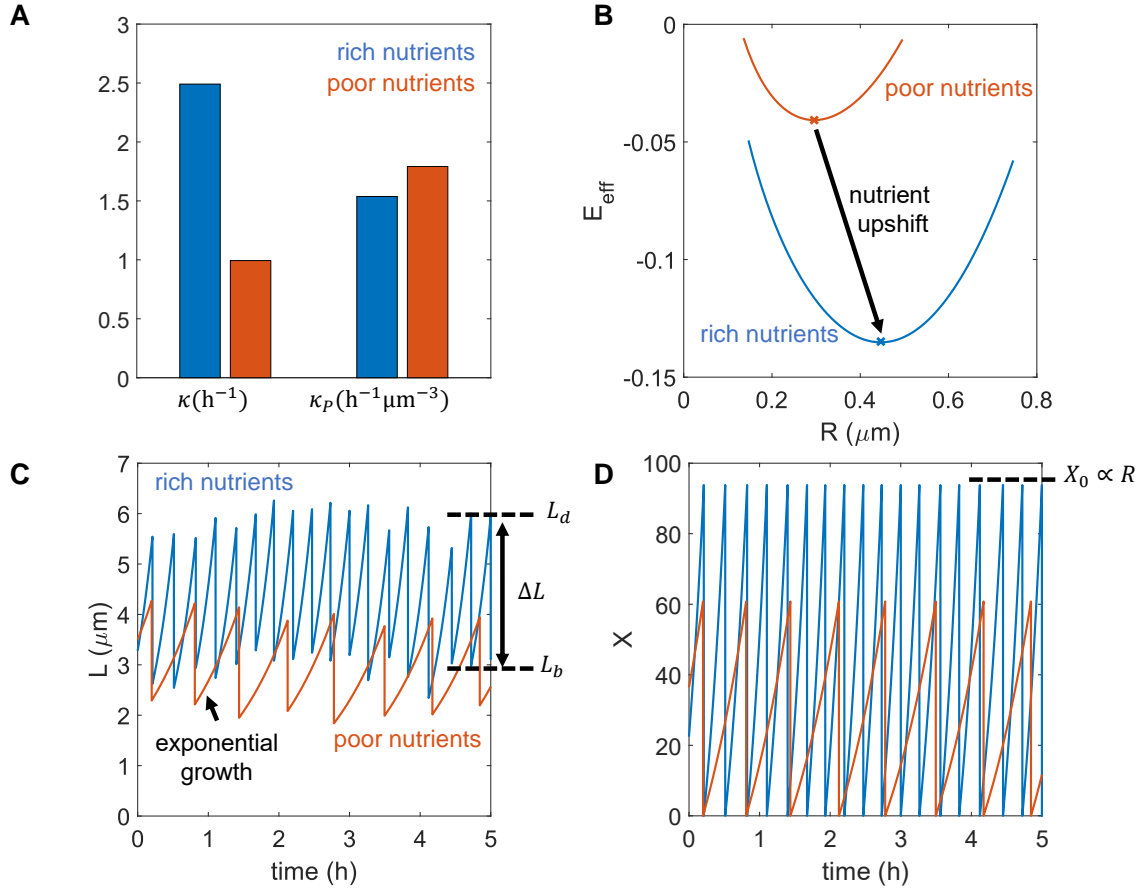 A
3
2.5
2
1.5
1
0.5
0
rich nutrients
poor nutrients
κ(h⁻¹)
κ_P(h⁻¹μm⁻³)
B
0
-0.05
-0.1
-0.15
E_eff
poor nutrients
nutrient
upshift
rich nutrients
0
0.2
0.4
0.6
0.8
R (μm)
C
7
6
5
4
3
2
1
0
L (μm)
rich nutrients
L_d
ΔL
L_b
exponential
growth
poor nutrients
0
1
2
3
4
5
time (h)
D
100
80
60
40
20
0
X
X₀ ∝ R
0
1
2
3
4
5
time (h)